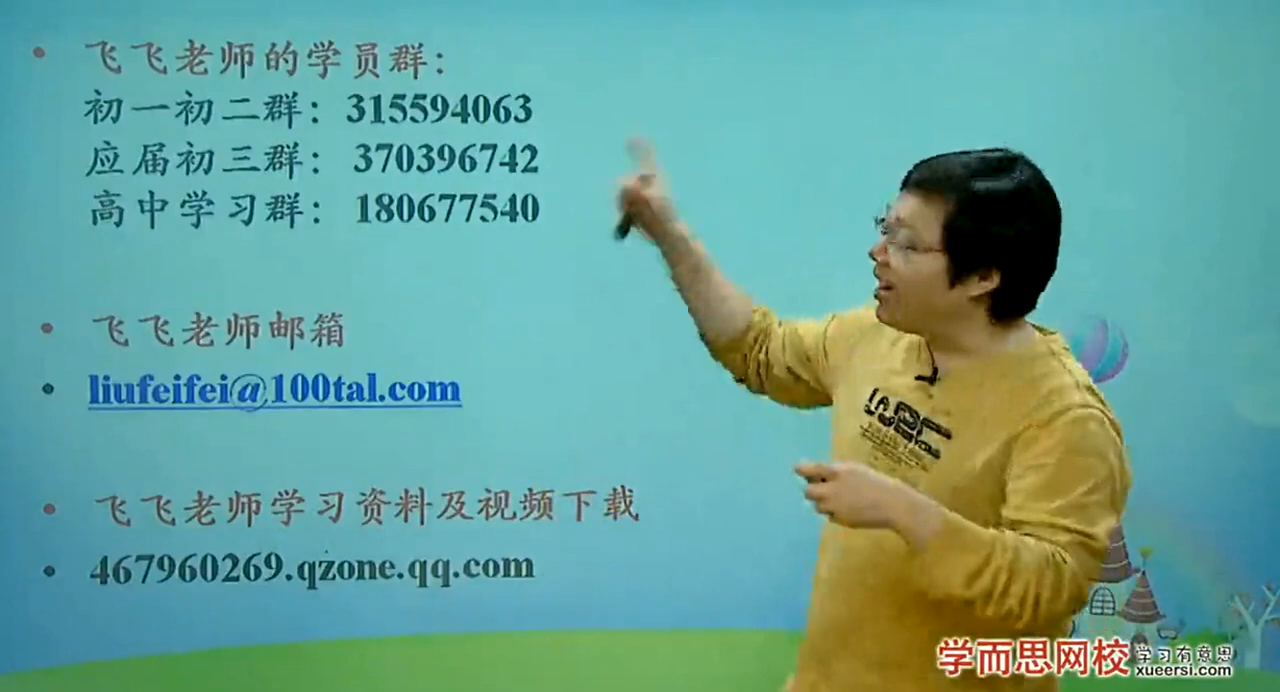 飞飞老师的学员群：
初一初二群：315594063
应届初三群：370396742
高中学习群：180677540
飞飞老师邮箱
liufeifei@100tal.com
飞飞老师学习资料及视频下载
467960269.qzone.qq.com
学而思网校
学习有意思
xueersi.com